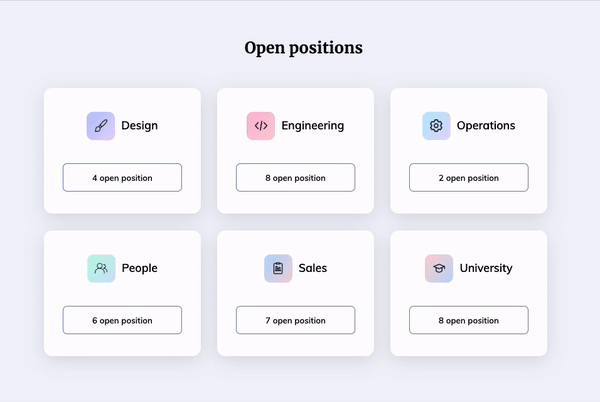 Open positions
Design
Engineering
Operations
4 open position
8 open position
2 open position
People
Sales
University
6 open position
7 open position
8 open position